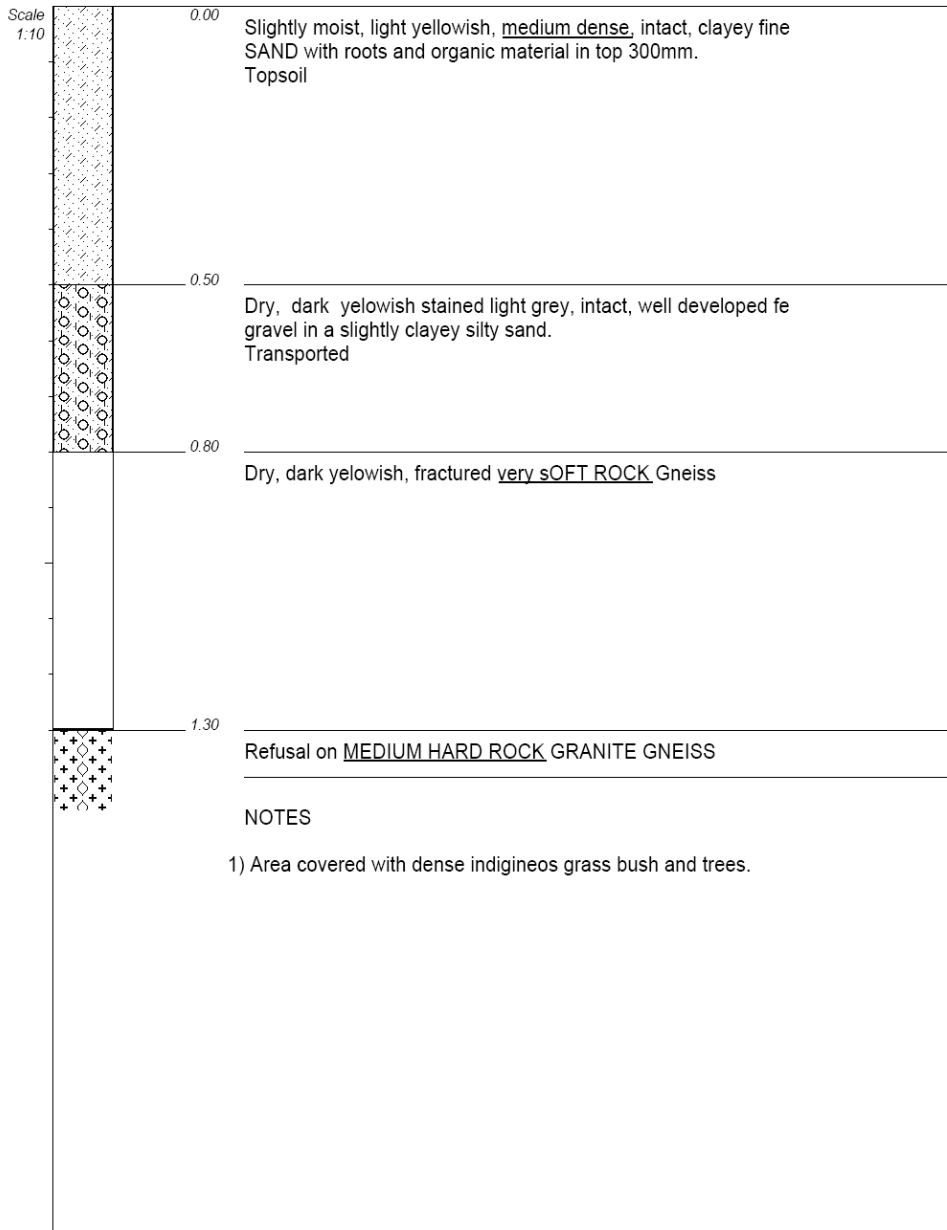 Scale
1:10
0.00
Slightly moist, light yellowish, medium dense, intact, clayey fine
SAND with roots and organic material in top 300mm.
Topsoil
0.50
Dry, dark yelowish stained light grey, intact, well developed fe
gravel in a slightly clayey silty sand.
Transported
0.80
Dry, dark yelowish, fractured very sOFT ROCK Gneiss
1.30
Refusal on MEDIUM HARD ROCK GRANITE GNEISS
NOTES
1) Area covered with dense indigineos grass bush and trees.